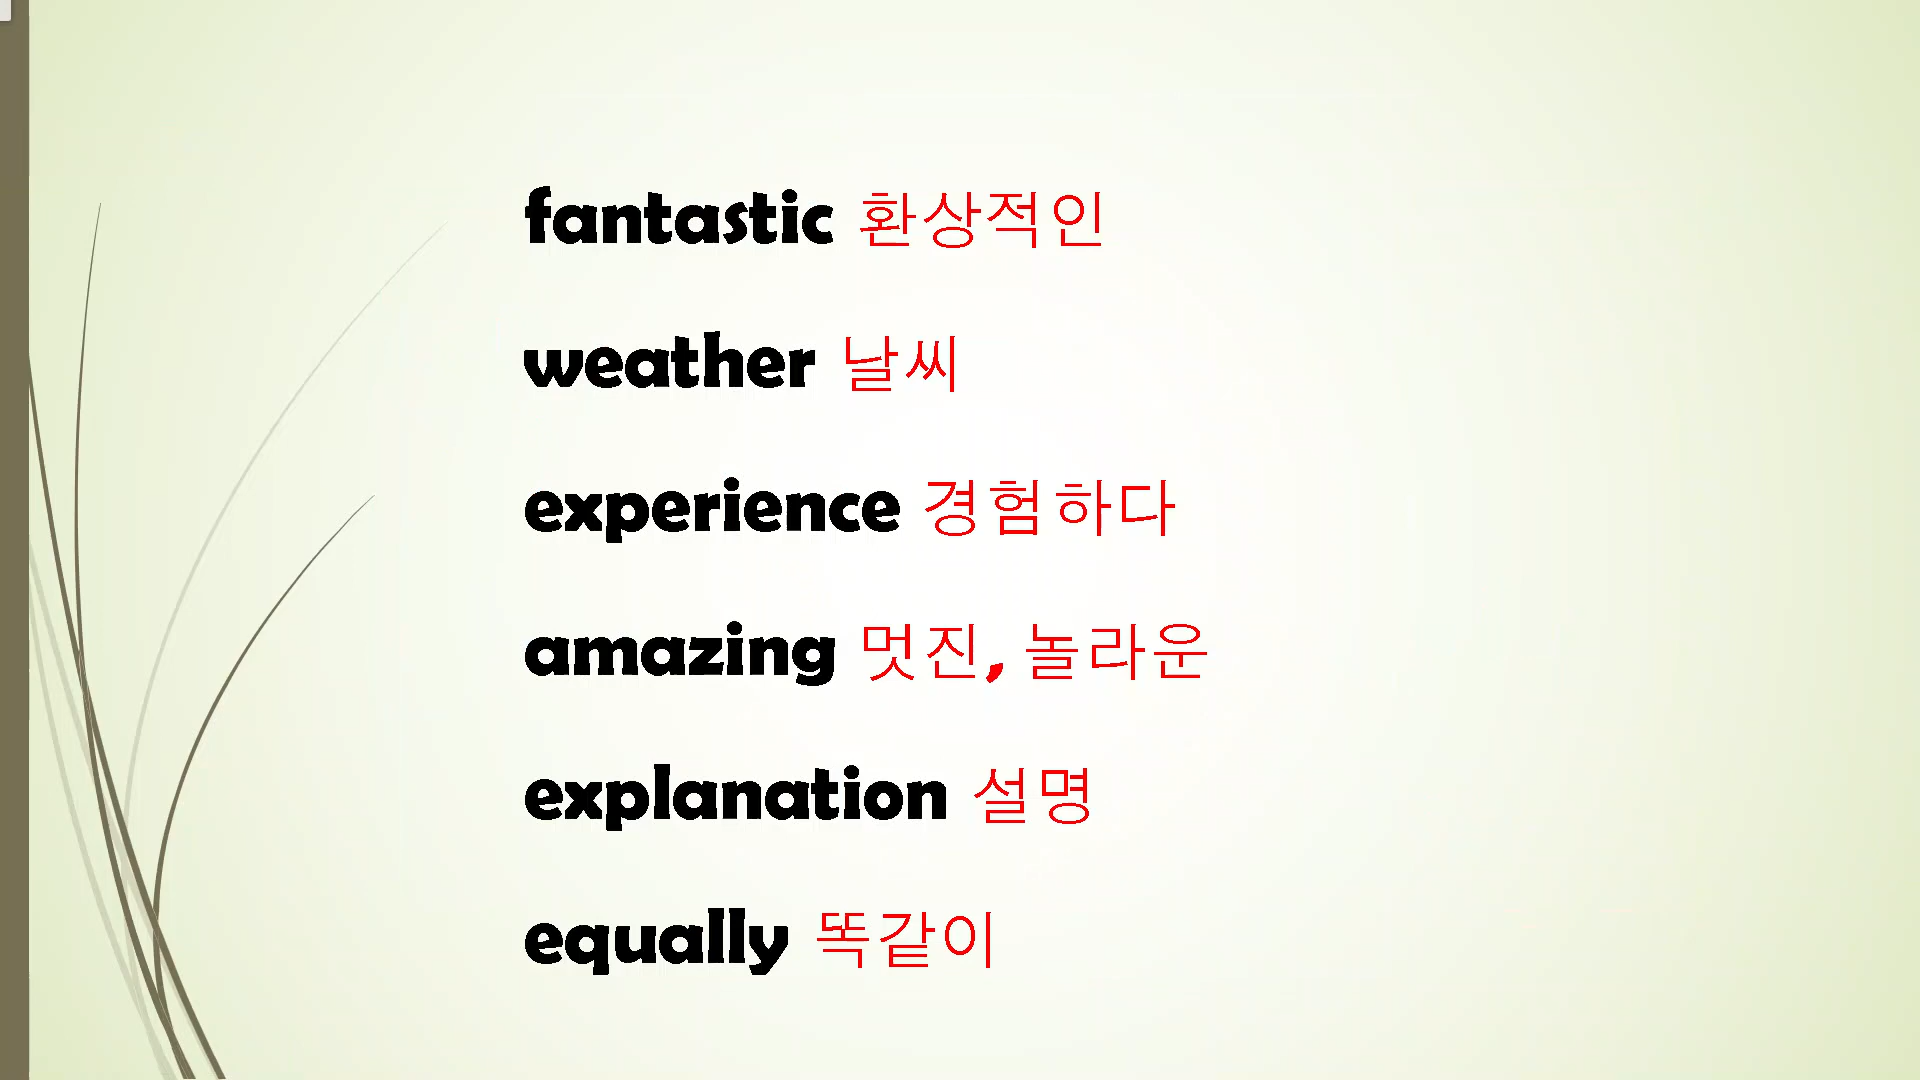 fantastic 환상적인
weather 날씨
experience 경험하다
amazing 멋진, 놀라운
explanation 설명
equally 똑같이